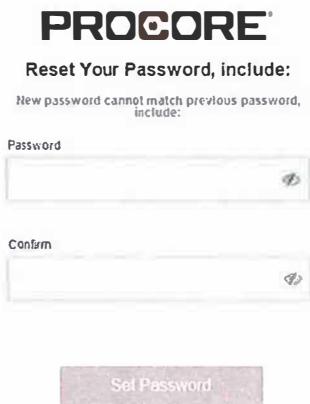 PROCORE®
Reset Your Password, include:
New password cannot match previous password,
include:
Password
Confirm
Set Password